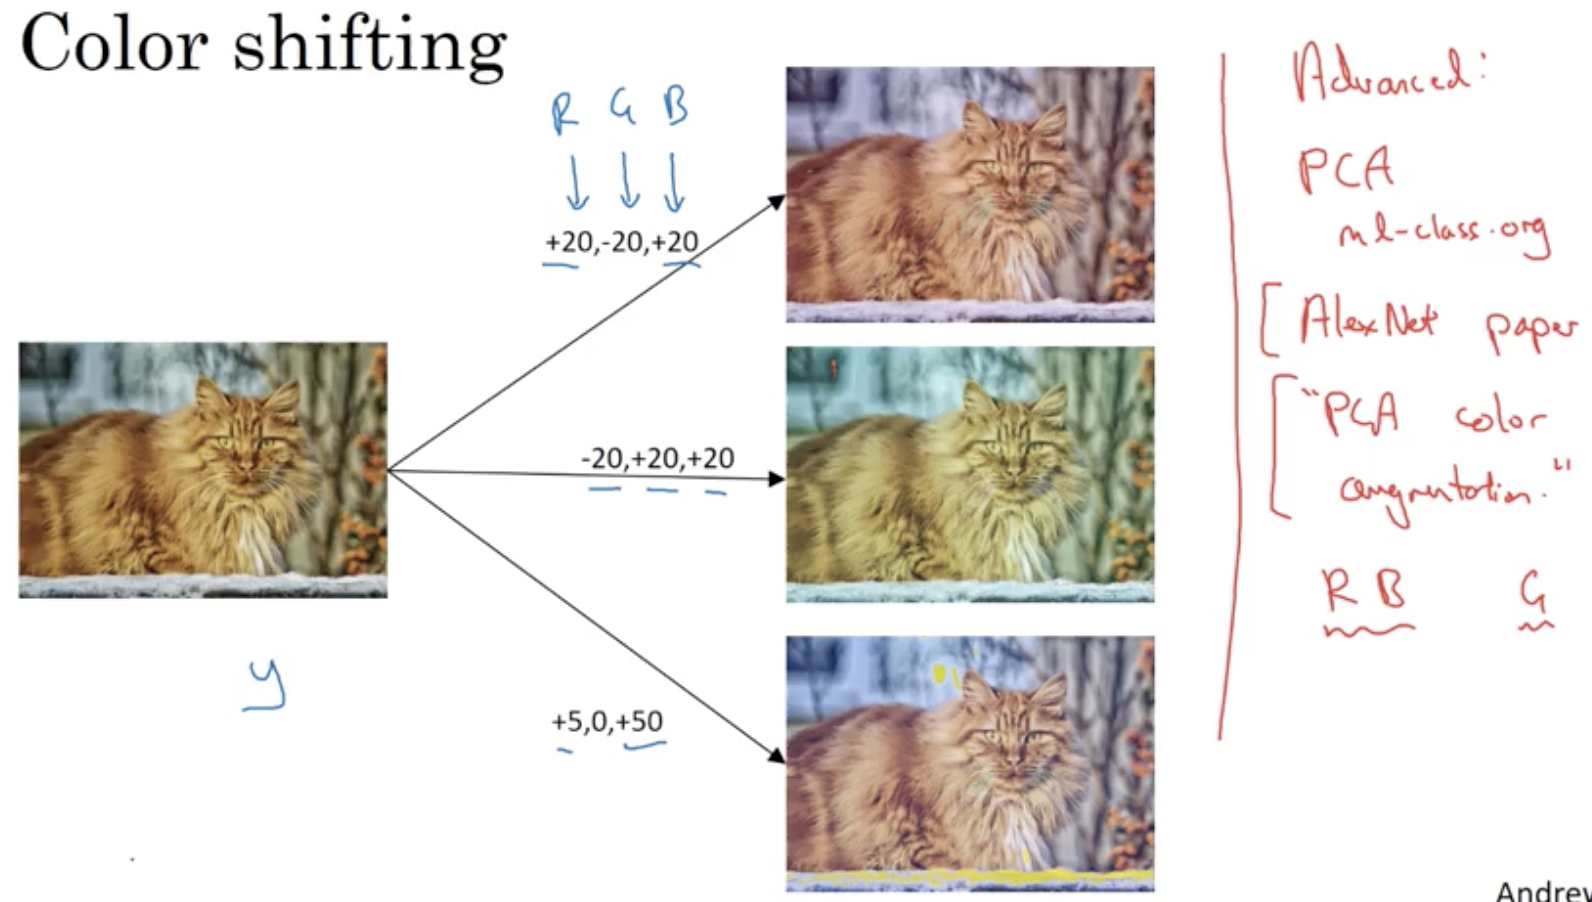 Color shifting
R G B
+20,-20,+20
-20,+20,+20
+5,0,+50
y
Advanced:
PCA
ml-class.org
[AlexNet paper
["PCA color
augmentation."
R B G
Andrew